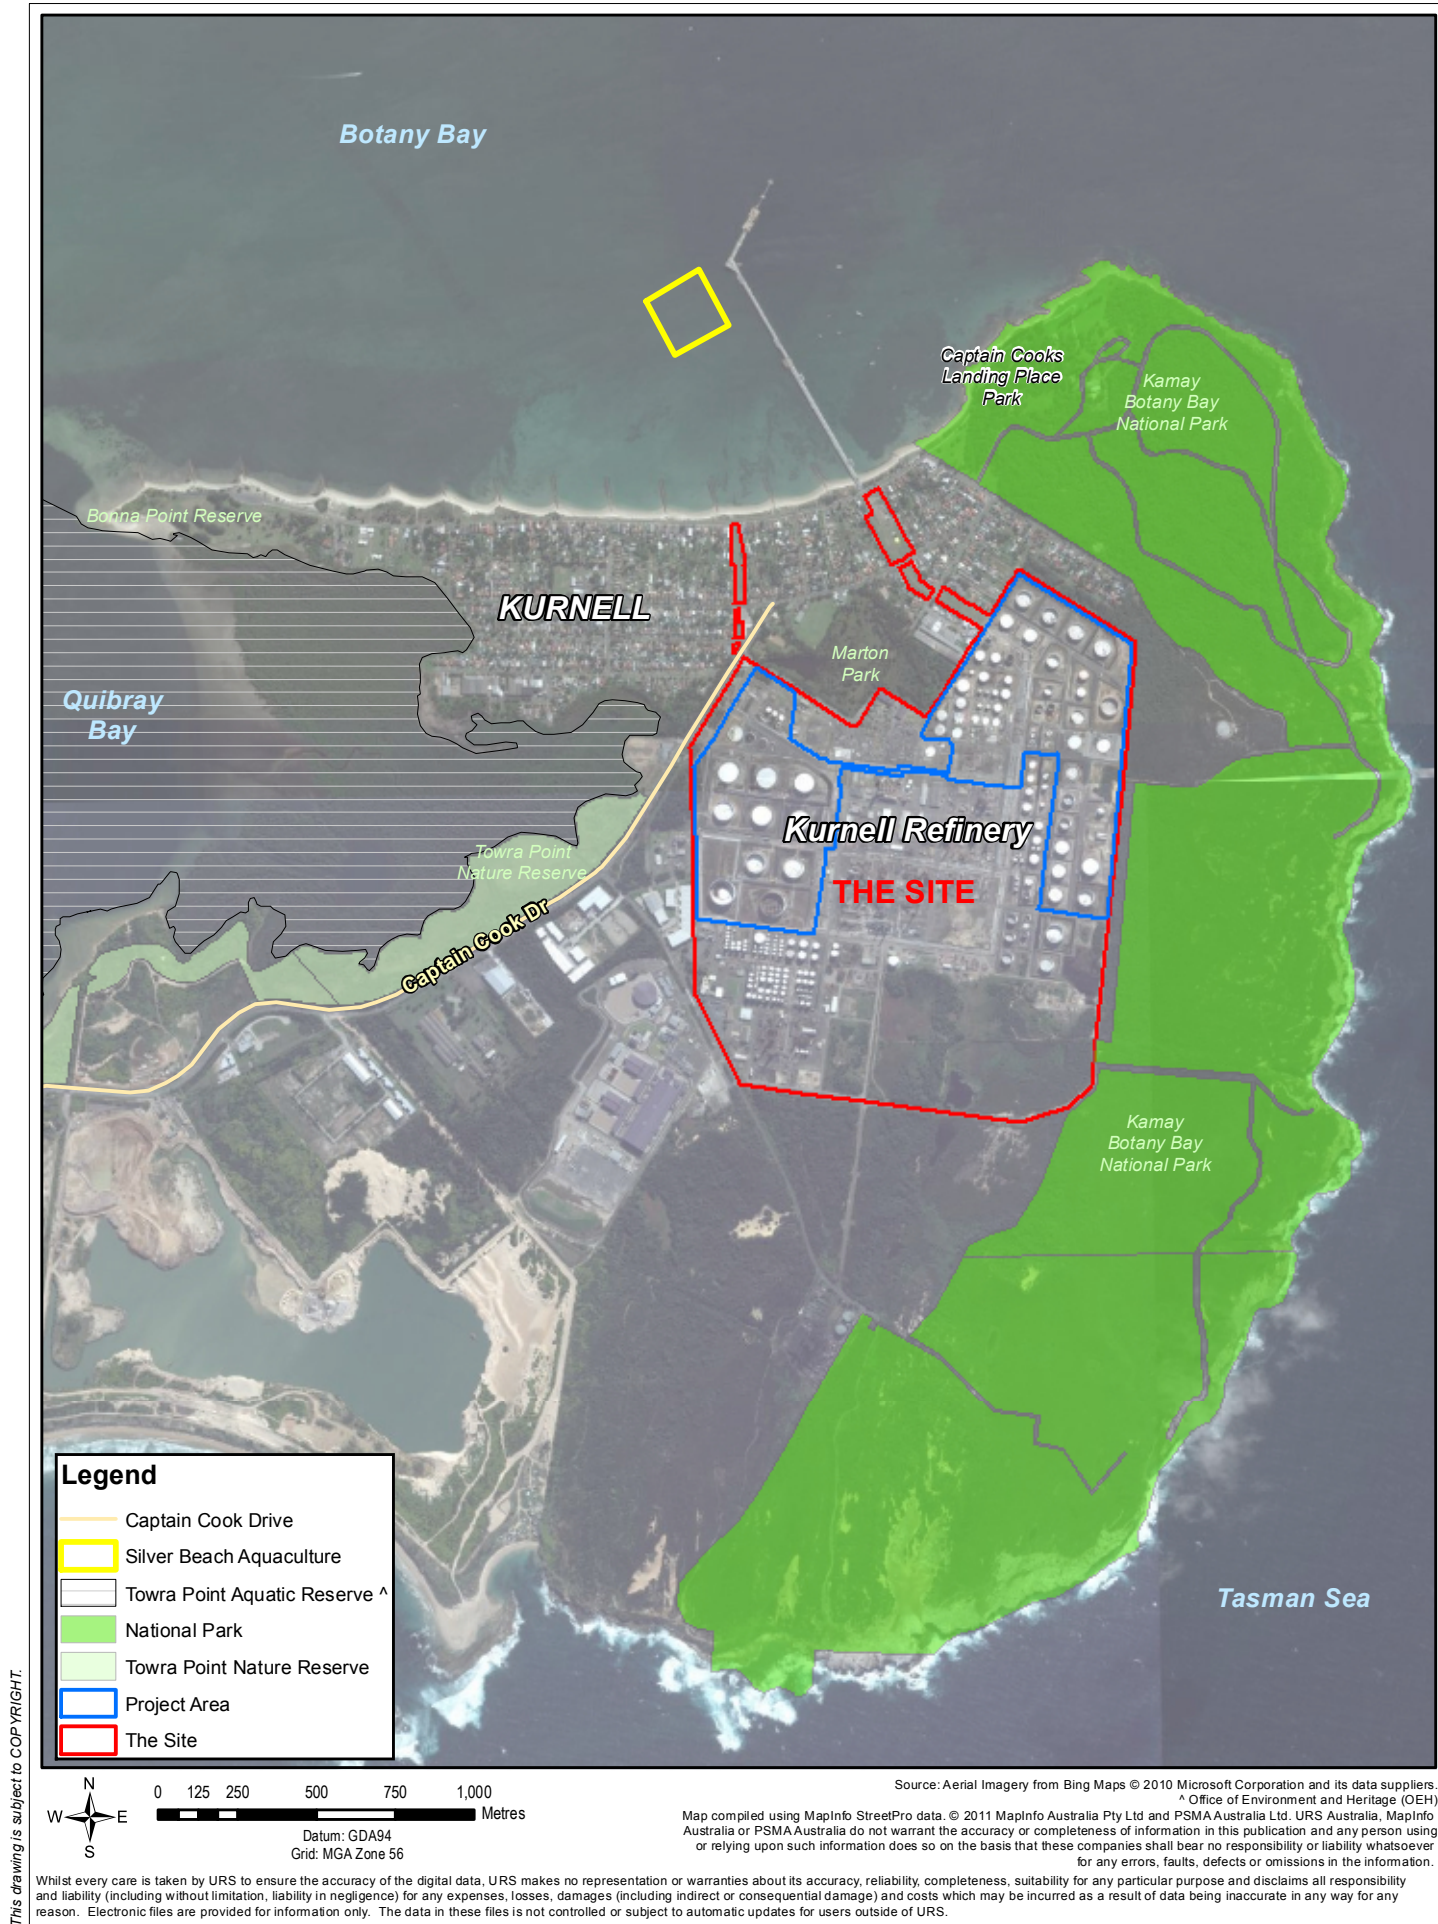 Botany Bay
Captain Cooks
Landing Place
Park
Kamay
Botany Bay
National Park
Bonna Point Reserve
KURNELL
Marton
Park
Quibray
Bay
Kurnell Refinery
THE SITE
Towra Point
Nature Reserve
Captain Cook Dr
Kamay
Botany Bay
National Park
Tasman Sea
Legend
Captain Cook Drive
Silver Beach Aquaculture
Towra Point Aquatic Reserve ^
National Park
Towra Point Nature Reserve
Project Area
The Site
This drawing is subject to COPYRIGHT.
N
W E
S
0 125 250 500 750 1,000
Metres
Datum: GDA94
Grid: MGA Zone 56
Source: Aerial Imagery from Bing Maps © 2010 Microsoft Corporation and its data suppliers.
^ Office of Environment and Heritage (OEH)
Map compiled using MapInfo StreetPro data. © 2011 MapInfo Australia Pty Ltd and PSMA Australia Ltd. URS Australia, MapInfo
Australia or PSMA Australia do not warrant the accuracy or completeness of information in this publication and any person using
or relying upon such information does so on the basis that these companies shall bear no responsibility or liability whatsoever
for any errors, faults, defects or omissions in the information.
Whilst every care is taken by URS to ensure the accuracy of the digital data, URS makes no representation or warranties about its accuracy, reliability, completeness, suitability for any particular purpose and disclaims all responsibility
and liability (including without limitation, liability in negligence) for any expenses, losses, damages (including indirect or consequential damage) and costs which may be incurred as a result of data being inaccurate in any way for any
reason. Electronic files are provided for information only. The data in these files is not controlled or subject to automatic updates for users outside of URS.